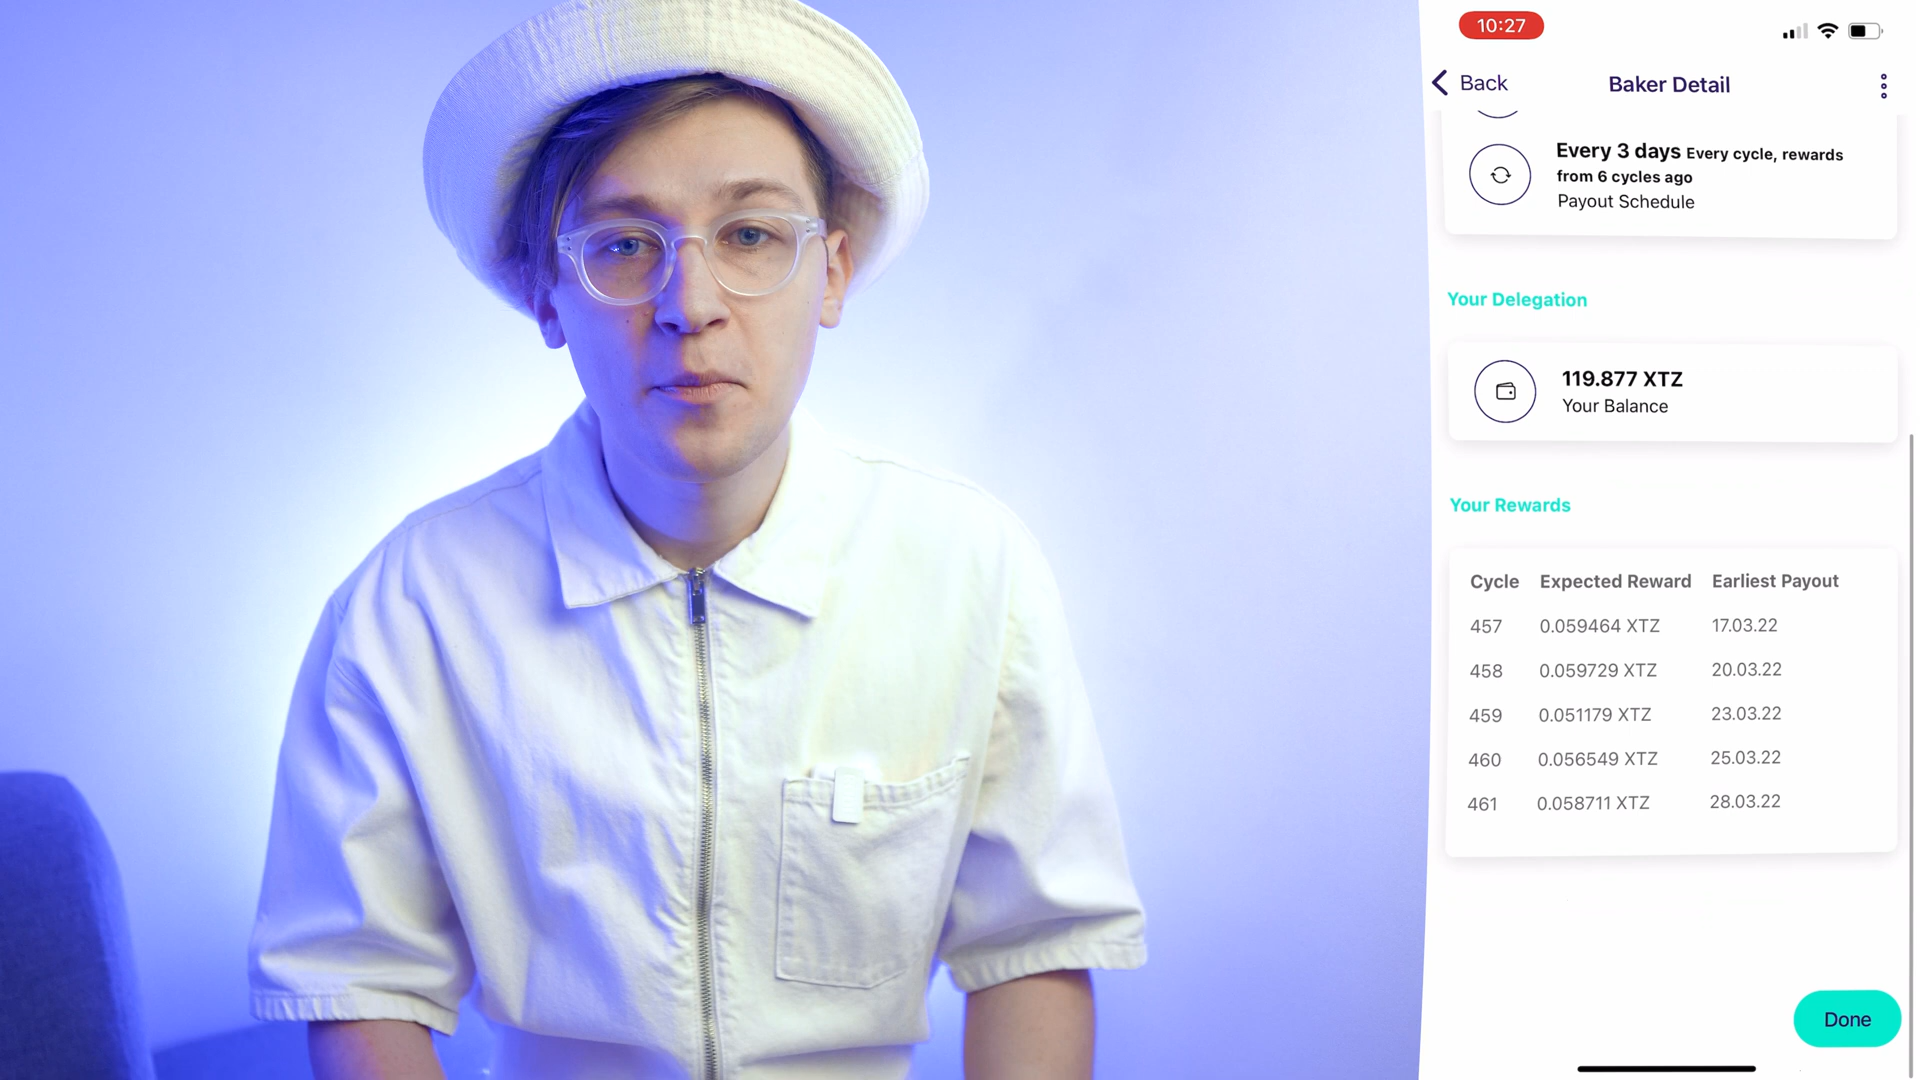 10:27
Back
Baker Detail
Every 3 days Every cycle, rewards
from 6 cycles ago
Payout Schedule
Your Delegation
119.877 XTZ
Your Balance
Your Rewards
Cycle Expected Reward Earliest Payout
457 0.059464 XTZ 17.03.22
458 0.059729 XTZ 20.03.22
459 0.051179 XTZ 23.03.22
460 0.056549 XTZ 25.03.22
461 0.058711 XTZ 28.03.22
Done